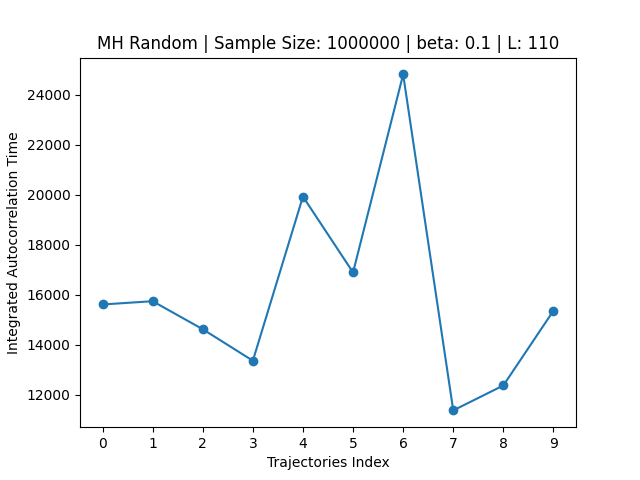 MH Random | Sample Size: 1000000 | beta: 0.1 | L: 110
Integrated Autocorrelation Time
24000
22000
20000
18000
16000
14000
12000
0 1 2 3 4 5 6 7 8 9
Trajectories Index